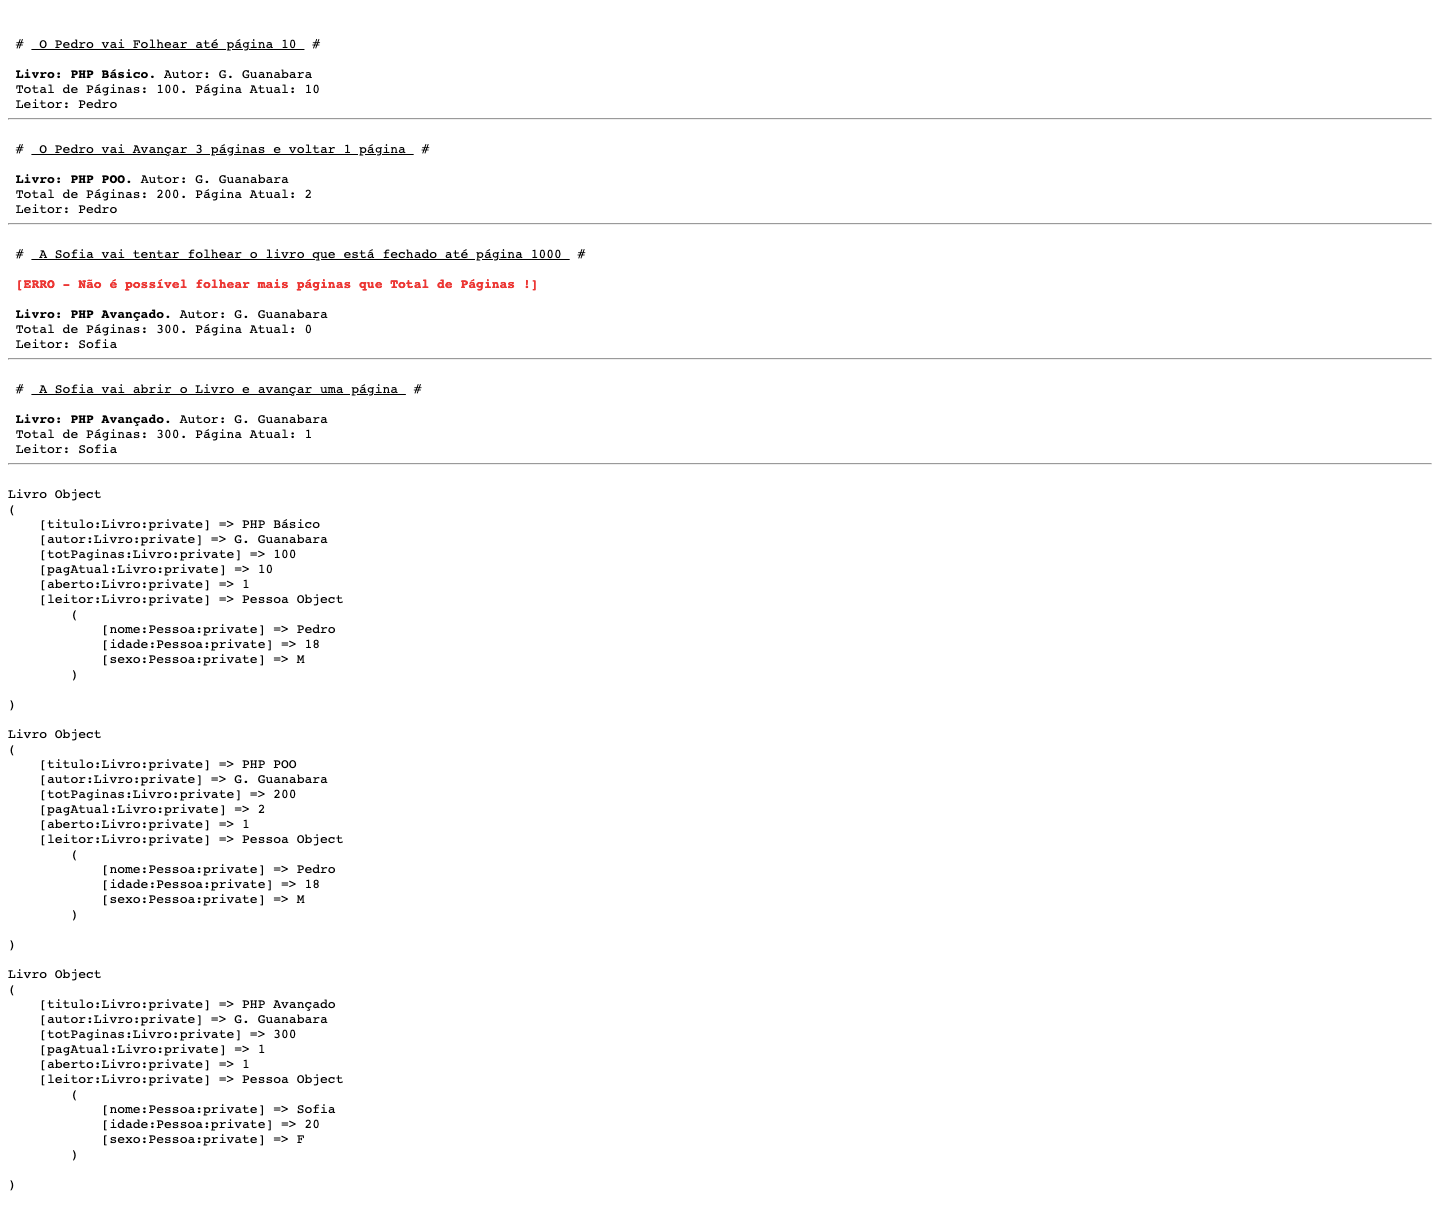 # O Pedro vai Folhear até página 10 #
Livro: PHP Básico. Autor: G. Guanabara
Total de Páginas: 100. Página Atual: 10
Leitor: Pedro
# O Pedro vai Avançar 3 páginas e voltar 1 página #
Livro: PHP POO. Autor: G. Guanabara
Total de Páginas: 200. Página Atual: 2
Leitor: Pedro
# A Sofia vai tentar folhear o livro que está fechado até página 1000 #
[ERRO - Não é possível folhear mais páginas que Total de Páginas !]
Livro: PHP Avançado. Autor: G. Guanabara
Total de Páginas: 300. Página Atual: 0
Leitor: Sofia
# A Sofia vai abrir o Livro e avançar uma página #
Livro: PHP Avançado. Autor: G. Guanabara
Total de Páginas: 300. Página Atual: 1
Leitor: Sofia
Livro Object
(
    [titulo:Livro:private] => PHP Básico
    [autor:Livro:private] => G. Guanabara
    [totPaginas:Livro:private] => 100
    [pagAtual:Livro:private] => 10
    [aberto:Livro:private] => 1
    [leitor:Livro:private] => Pessoa Object
        (
            [nome:Pessoa:private] => Pedro
            [idade:Pessoa:private] => 18
            [sexo:Pessoa:private] => M
        )
)
Livro Object
(
    [titulo:Livro:private] => PHP POO
    [autor:Livro:private] => G. Guanabara
    [totPaginas:Livro:private] => 200
    [pagAtual:Livro:private] => 2
    [aberto:Livro:private] => 1
    [leitor:Livro:private] => Pessoa Object
        (
            [nome:Pessoa:private] => Pedro
            [idade:Pessoa:private] => 18
            [sexo:Pessoa:private] => M
        )
)
Livro Object
(
    [titulo:Livro:private] => PHP Avançado
    [autor:Livro:private] => G. Guanabara
    [totPaginas:Livro:private] => 300
    [pagAtual:Livro:private] => 1
    [aberto:Livro:private] => 1
    [leitor:Livro:private] => Pessoa Object
        (
            [nome:Pessoa:private] => Sofia
            [idade:Pessoa:private] => 20
            [sexo:Pessoa:private] => F
        )
)